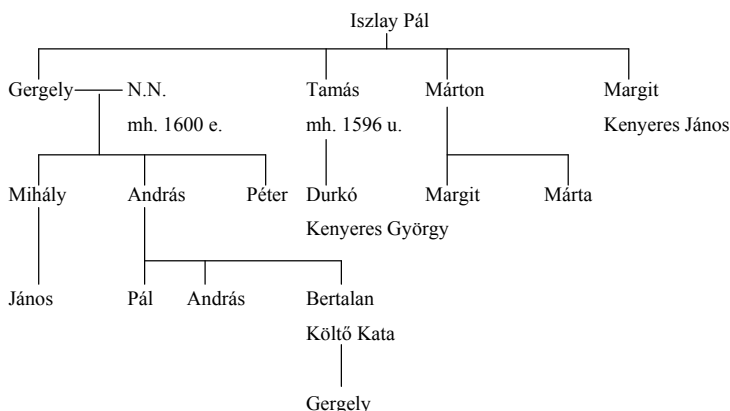 Iszlay Pál
Gergely N.N. Tamás Márton Margit
mh. 1600 e. mh. 1596 u. Kenyeres János
Mihály András Péter Durkó Margit Márta
Kenyeres György
János Pál András Bertalan
Költő Kata
Gergely